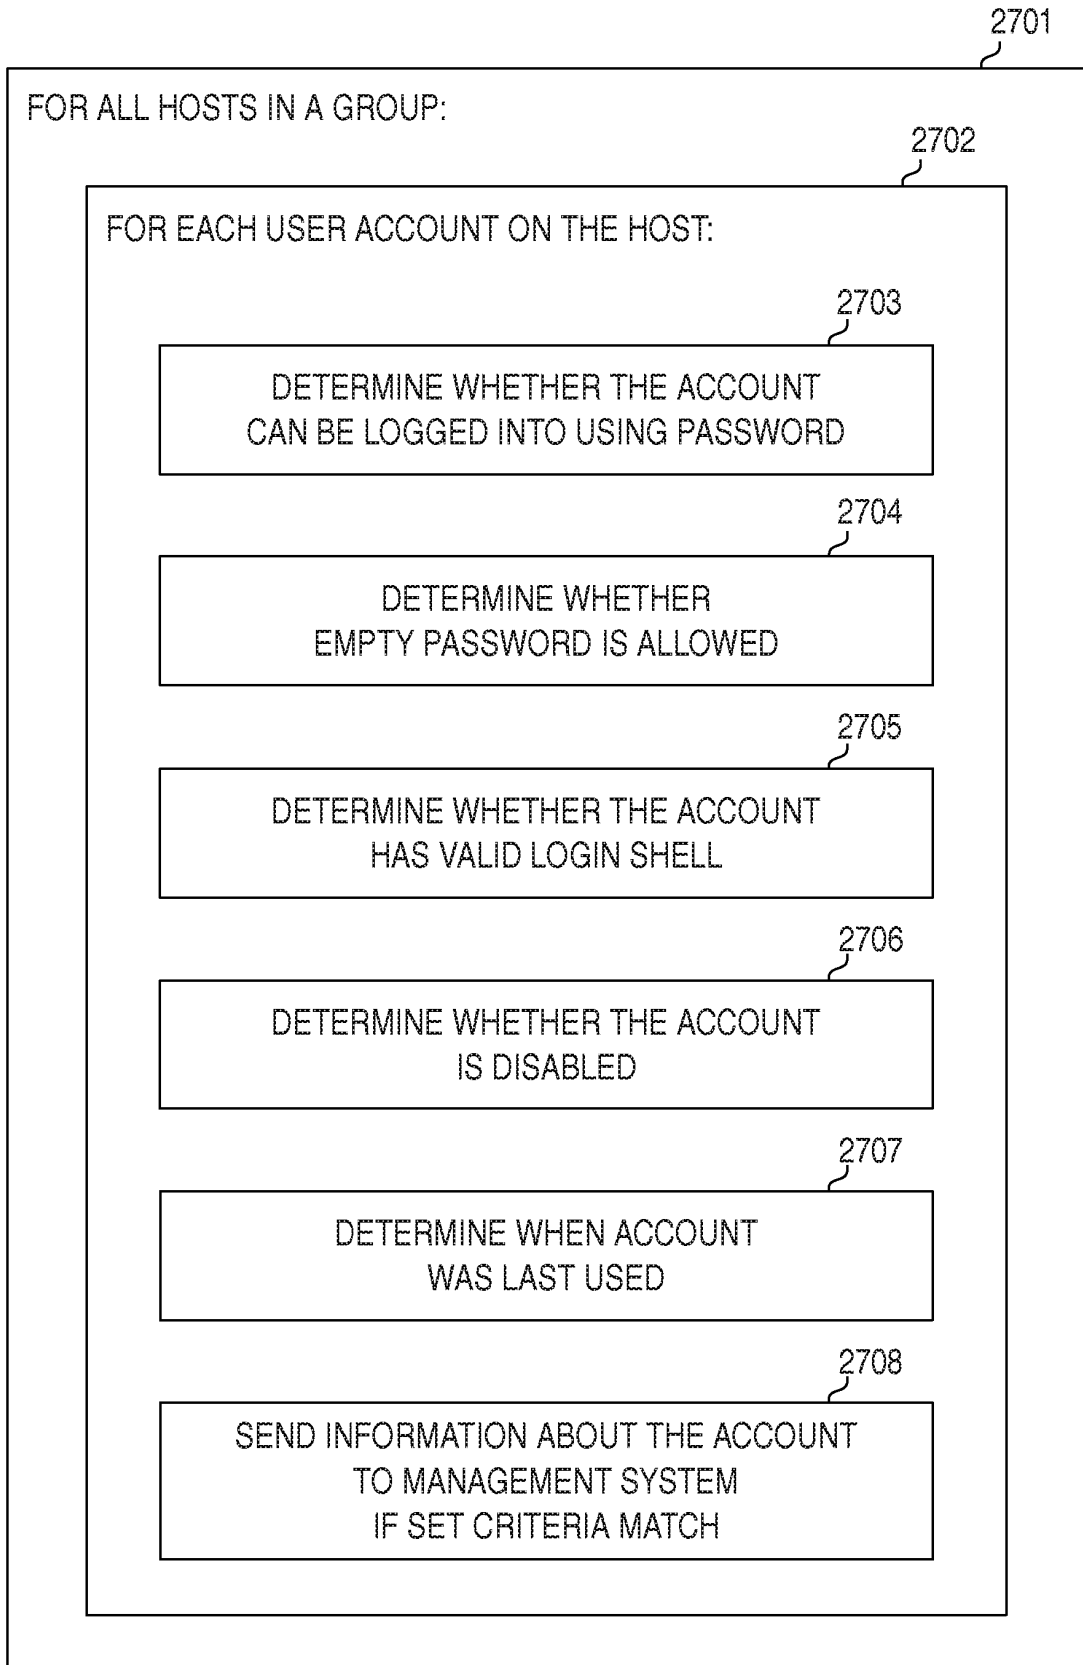 2701
FOR ALL HOSTS IN A GROUP:
2702
FOR EACH USER ACCOUNT ON THE HOST:
2703
DETERMINE WHETHER THE ACCOUNT
CAN BE LOGGED INTO USING PASSWORD
2704
DETERMINE WHETHER
EMPTY PASSWORD IS ALLOWED
2705
DETERMINE WHETHER THE ACCOUNT
HAS VALID LOGIN SHELL
2706
DETERMINE WHETHER THE ACCOUNT
IS DISABLED
2707
DETERMINE WHEN ACCOUNT
WAS LAST USED
2708
SEND INFORMATION ABOUT THE ACCOUNT
TO MANAGEMENT SYSTEM
IF SET CRITERIA MATCH